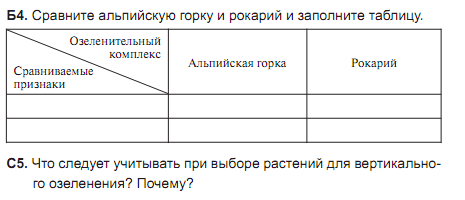 Б4. Сравните альпийскую горку и рокарий и заполните таблицу.
Озеленительный
комплекс
Сравниваемые
признаки
Альпийская горка
Рокарий
С5. Что следует учитывать при выборе растений для вертикально-
го озеленения? Почему?